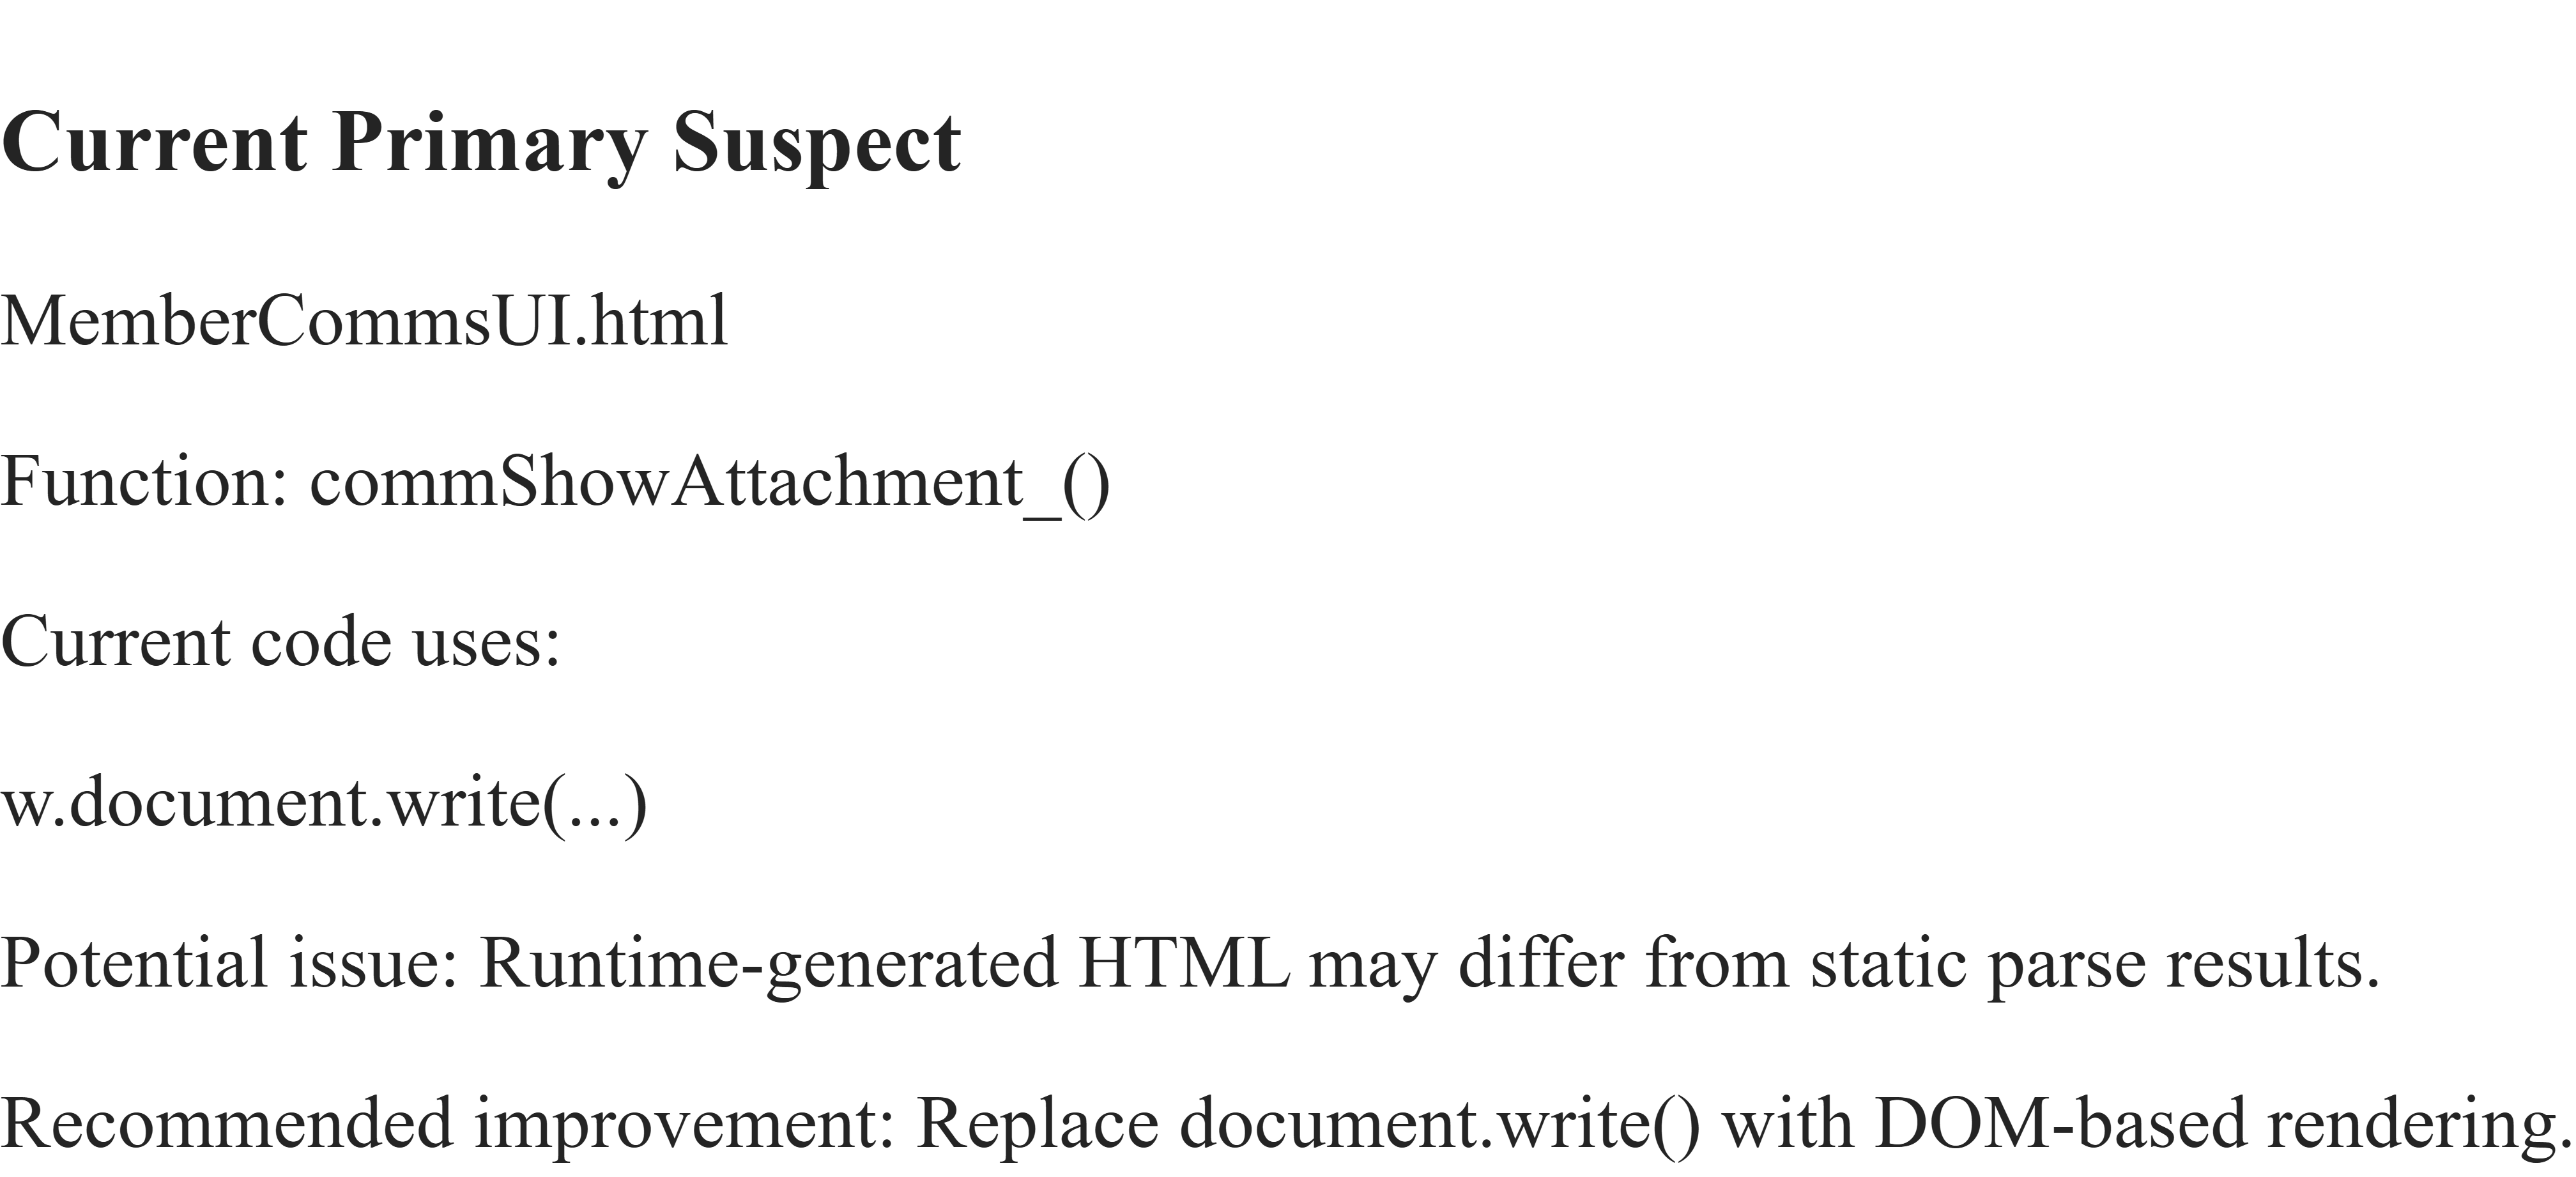 Current Primary Suspect
MemberCommsUI.html
Function: commShowAttachment_()
Current code uses:
w.document.write(...)
Potential issue: Runtime-generated HTML may differ from static parse results.
Recommended improvement: Replace document.write() with DOM-based rendering.